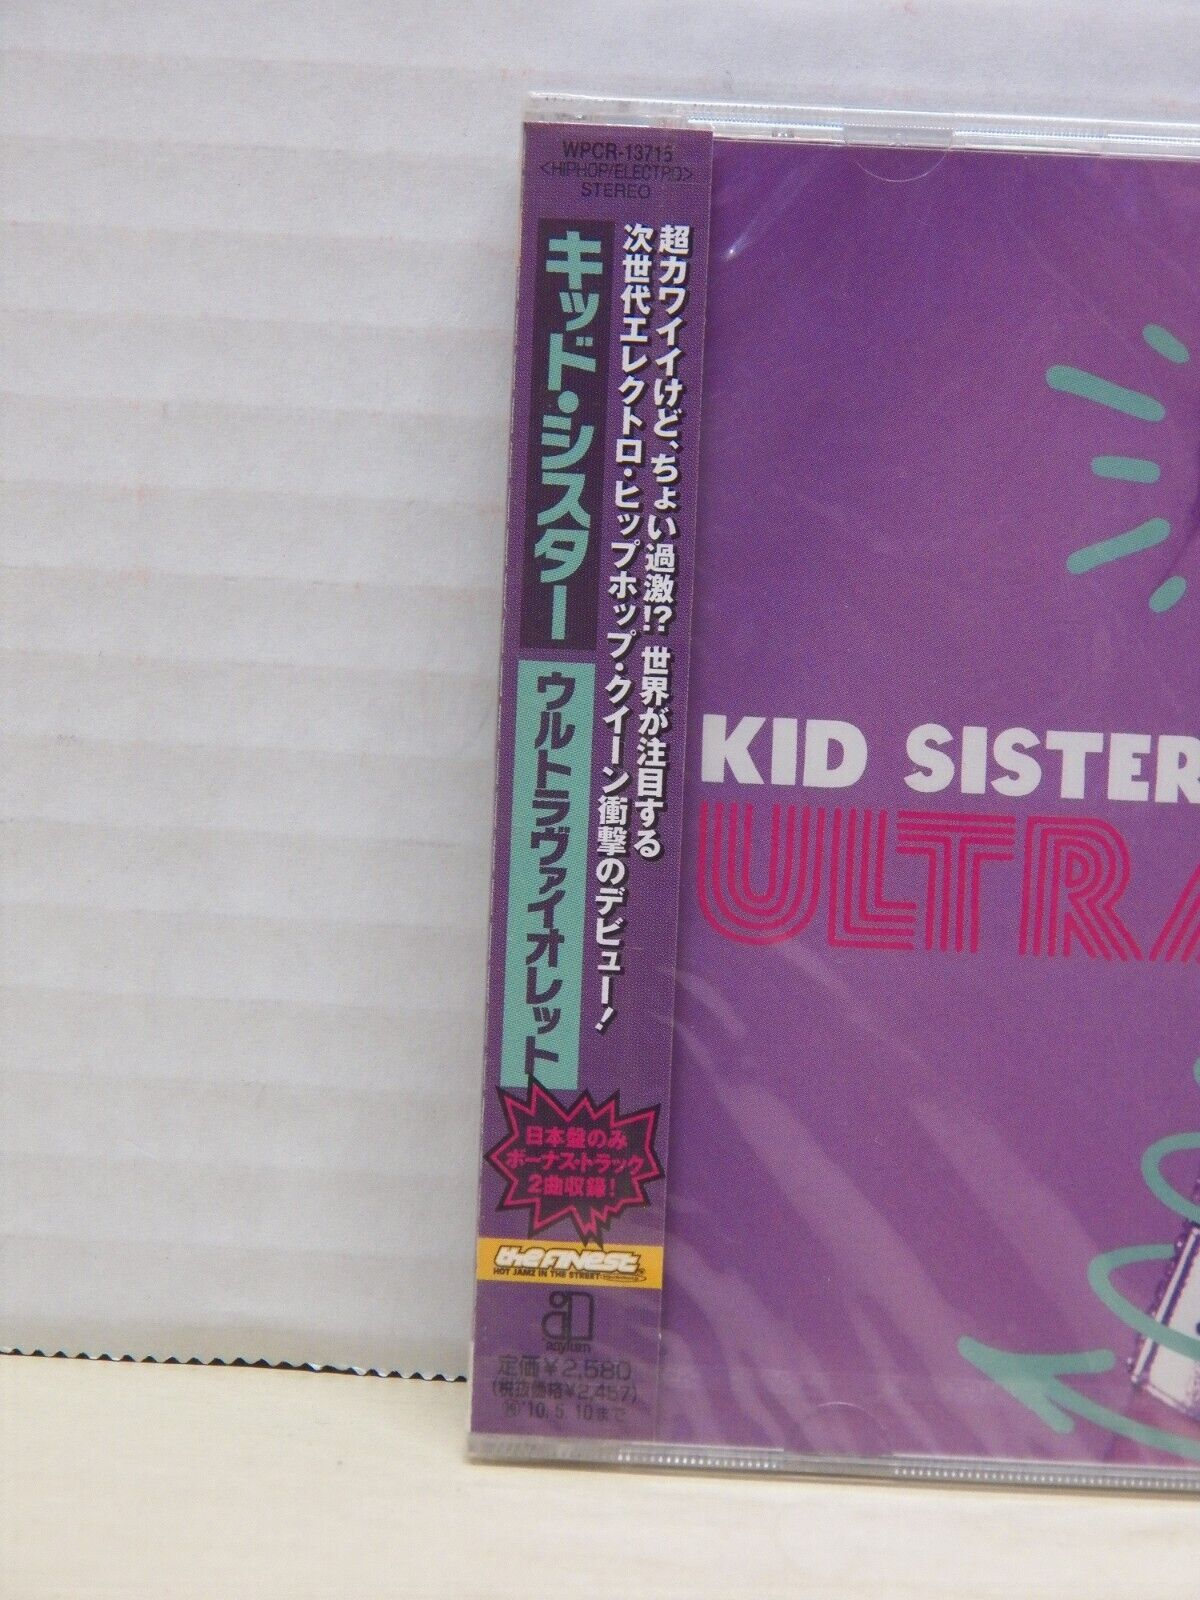 WPCR-13715
<HIPHOP/ELECTRO>
STEREO
超カワイイけど、ちょい過激!? 世界が注目する
次世代エレクトロ・ヒップホップ・クイーン衝撃のデビュー!
キッド・シスター
ウルトラヴァイオレット
日本盤のみ
ボーナス・トラック
2曲収録!
the FINEST
HOT JAMZ IN THE STREET
asylum
定価¥2,580
(税抜価格¥2,457)
'10.5.10まで
KID SISTER
ULTRA